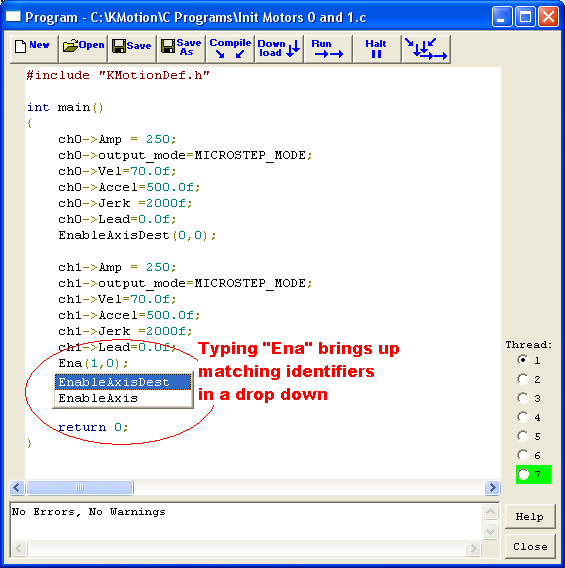 Program - C:\KMotion\C Programs\Init Motors 0 and 1.c
New Open Save Save As Compile Down load Run Halt
#include "KMotionDef.h"
int main()
{
ch0->Amp = 250;
ch0->output_mode=MICROSTEP_MODE;
ch0->Vel=70.0f;
ch0->Accel=500.0f;
ch0->Jerk =2000f;
ch0->Lead=0.0f;
EnableAxisDest(0,0);
ch1->Amp = 250;
ch1->output_mode=MICROSTEP_MODE;
ch1->Vel=70.0f;
ch1->Accel=500.0f;
ch1->Jerk =2000f;
ch1->Lead=0.0f;
Ena(1,0);
EnableAxisDest
EnableAxis
return 0;
}
Typing "Ena" brings up
matching identifiers
in a drop down
Thread:
1
2
3
4
5
6
7
No Errors, No Warnings
Help
Close